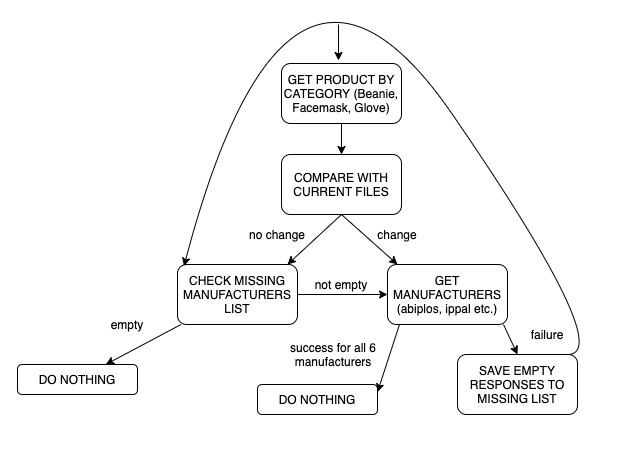 GET PRODUCT BY
CATEGORY (Beanie,
Facemask, Glove)
COMPARE WITH
CURRENT FILES
no change
change
CHECK MISSING
MANUFACTURERS
LIST
not empty
GET
MANUFACTURERS
(abiplos, ippal etc.)
empty
failure
success for all 6
manufacturers
DO NOTHING
DO NOTHING
SAVE EMPTY
RESPONSES TO
MISSING LIST